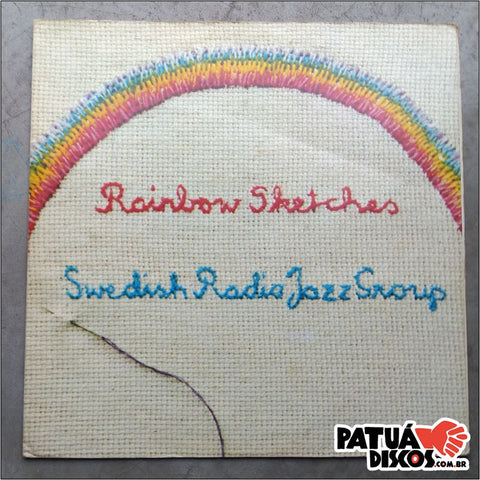 Rainbow Sketches
Swedish Radio Jazz Group
PATUÁ
DISCOS.COM.BR